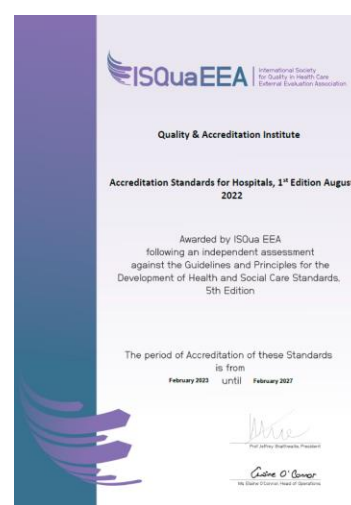 ISQuaEEA
International Society
for Quality in Health Care
External Evaluation Association
Quality & Accreditation Institute
Accreditation Standards for Hospitals, 1st Edition Augus
2022
Awarded by ISQua EEA
following an independent assessment
against the Guidelines and Principles for the
Development of Health and Social Care Standards,
5th Edition
The period of Accreditation of these Standards
is from
February 2023 until February 2027
Prof Jeffrey Braithwaite, President
Elaine O'Connor
Ms Elaine O'Connor Head of Operations